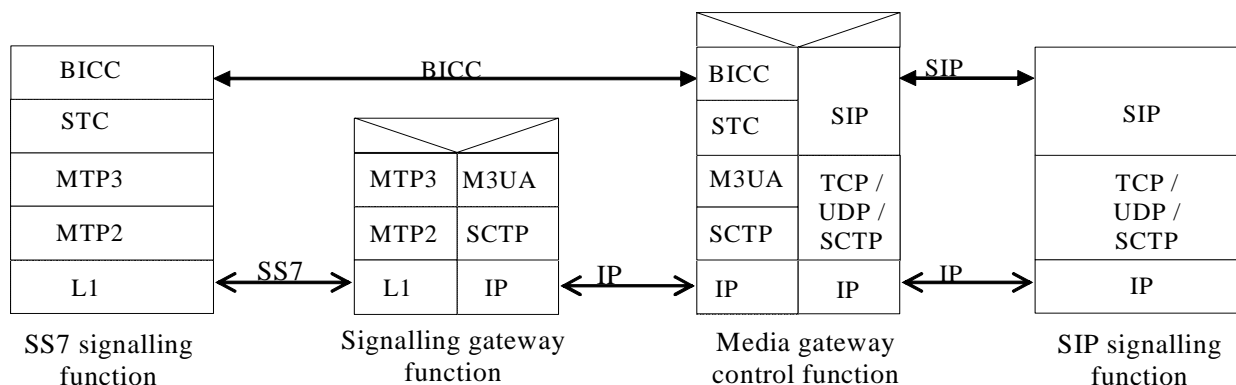 BICC
STC
MTP3
MTP2
L1
SS7 signalling
function
BICC
SS7
MTP3 M3UA
MTP2 SCTP
L1 IP
Signalling gateway
function
IP
BICC
STC
M3UA
SCTP
IP
SIP
TCP /
UDP /
SCTP
IP
Media gateway
control function
SIP
IP
SIP
TCP /
UDP /
SCTP
IP
SIP signalling
function